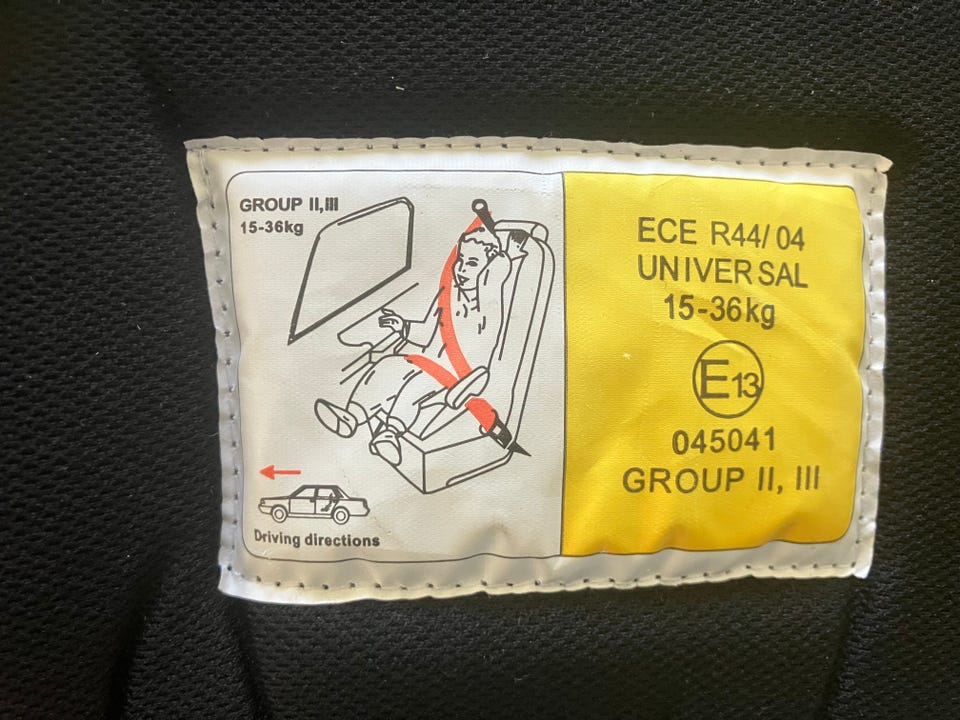 GROUP II,III
15-36kg
Driving directions
ECE R44/04
UNIVERSAL
15-36kg
E13
045041
GROUP II, III